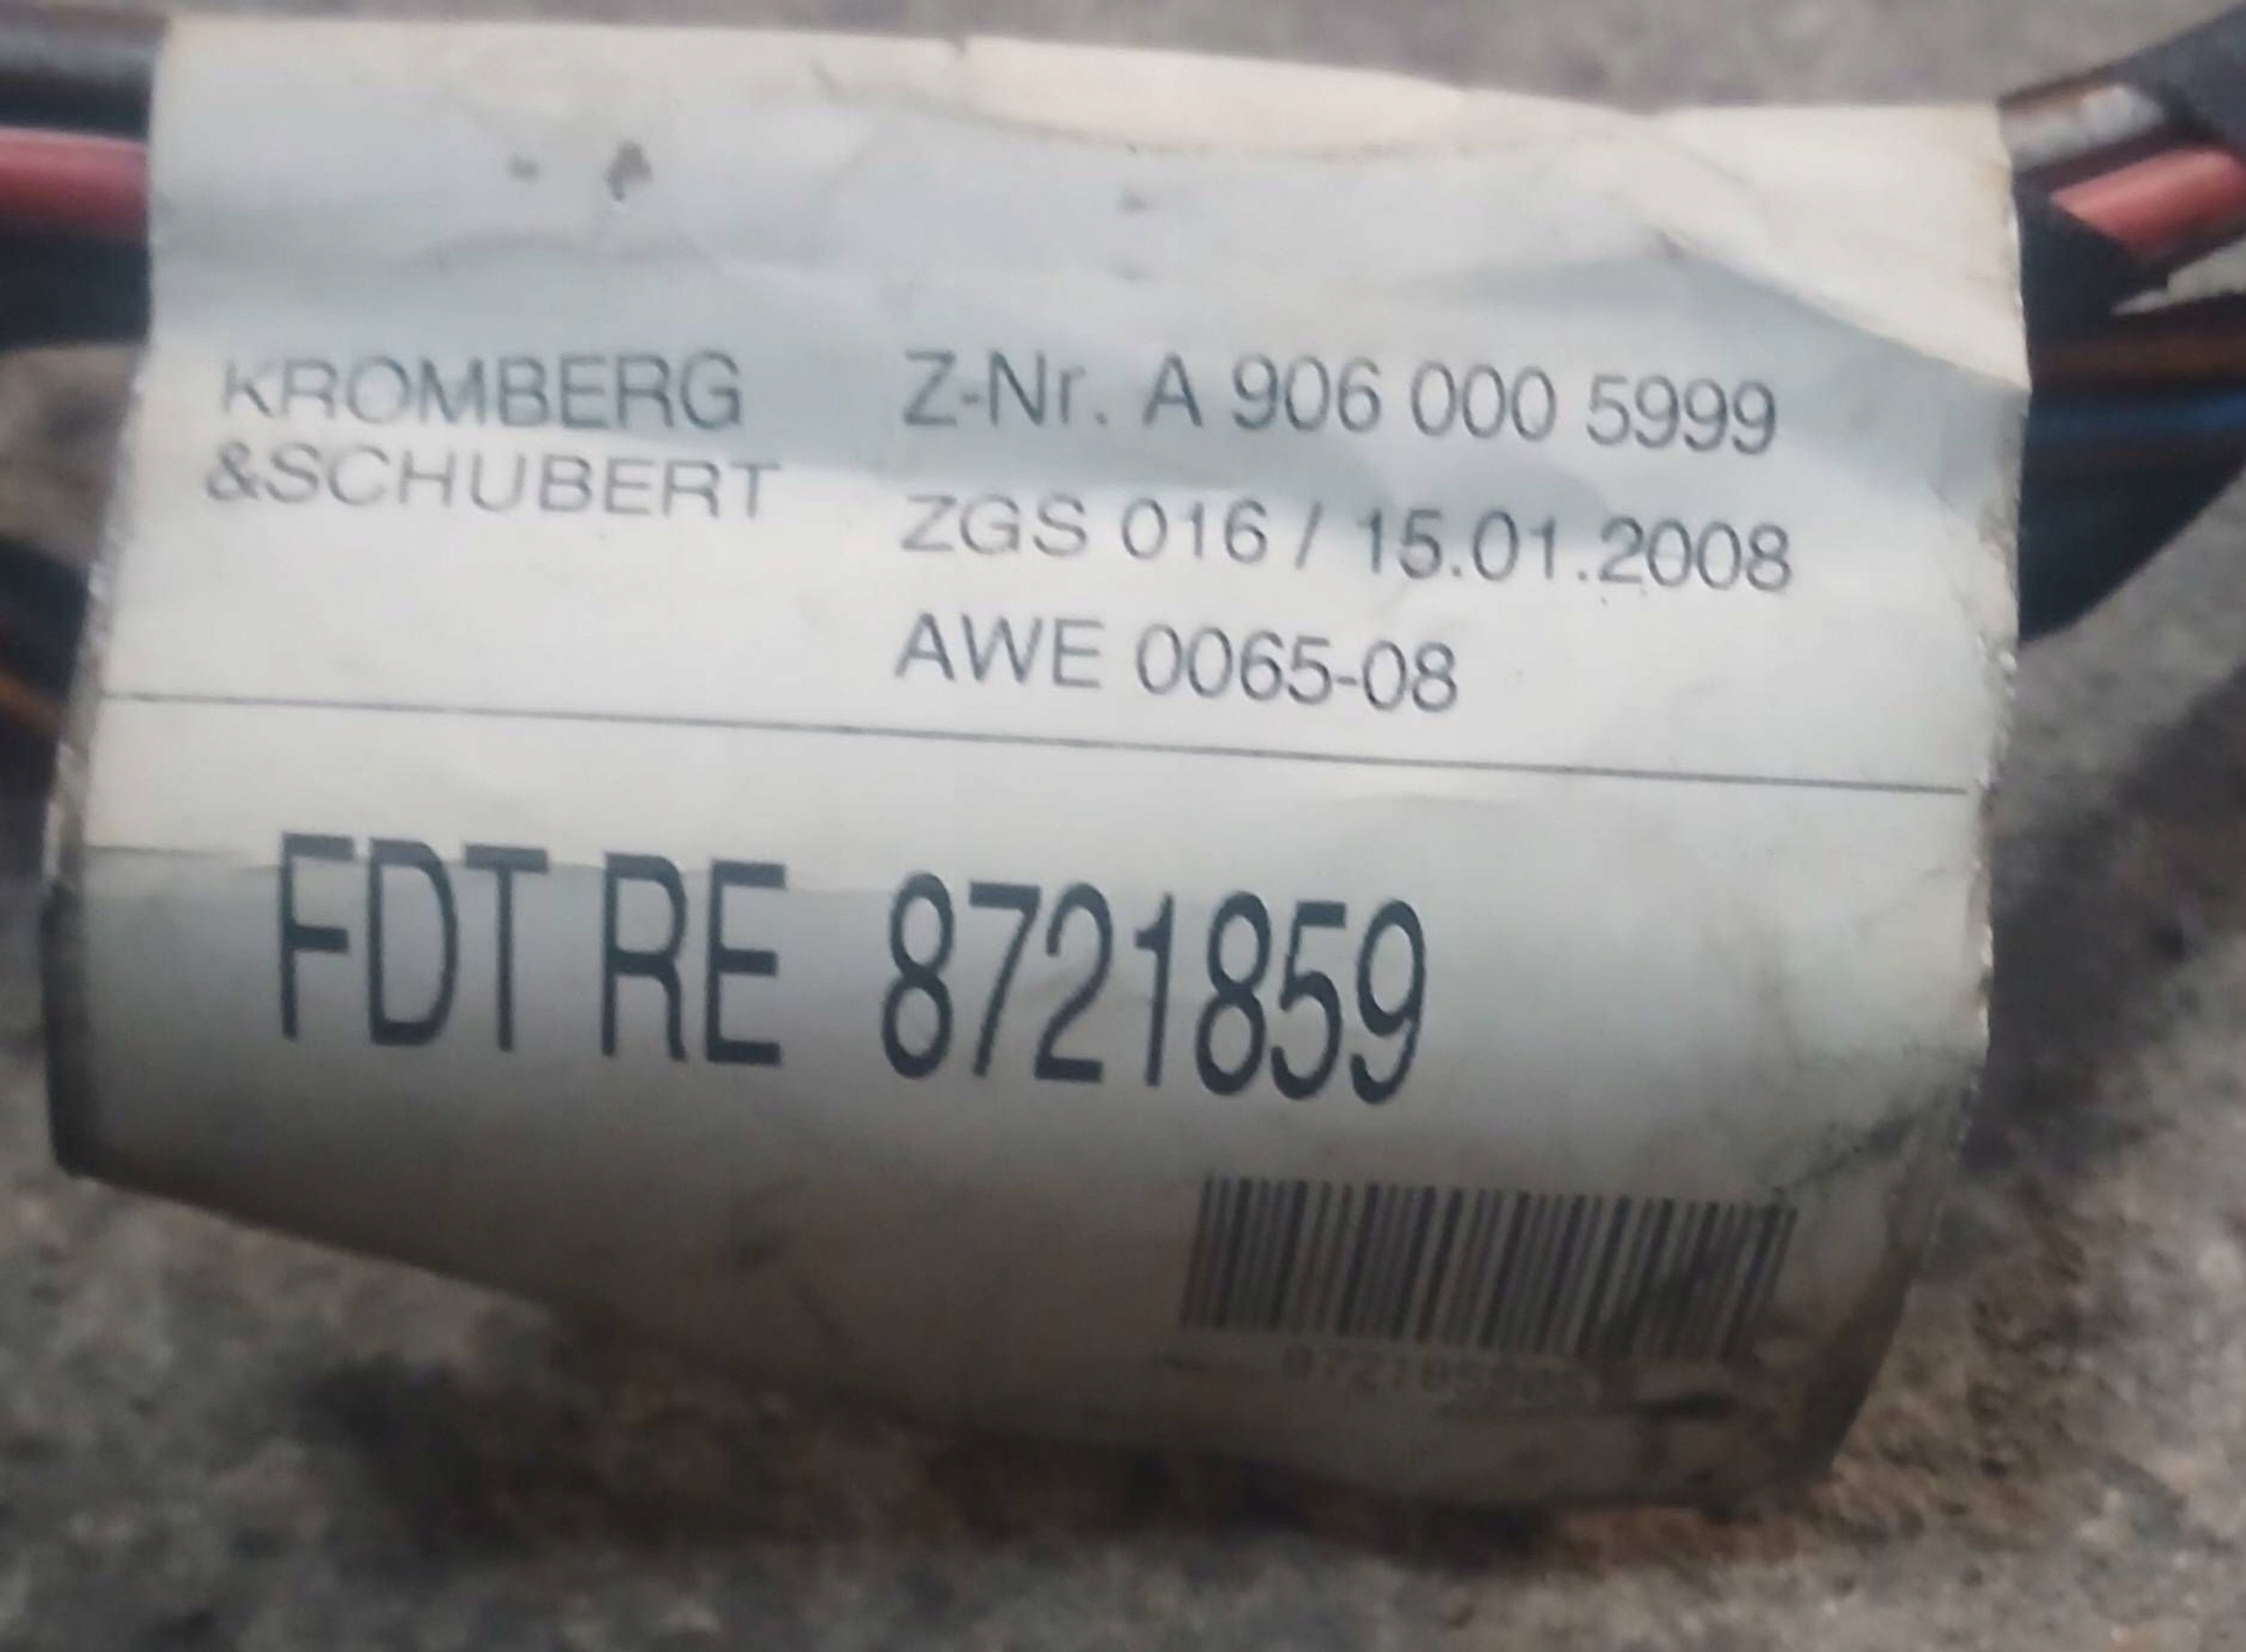 KROMBERG
&SCHUBERT
Z-Nr. A 906 000 5999
ZGS 016 / 15.01.2008
AWE 0065-08
FDT RE 8721859